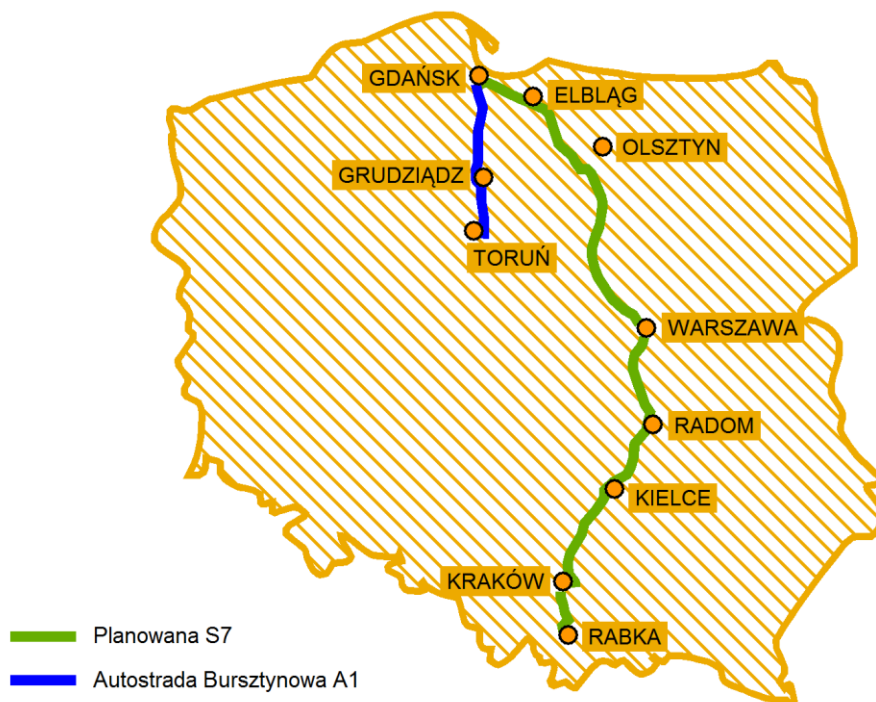 GDAŃSK
ELBLĄG
OLSZTYN
GRUDZIĄDZ
TORUŃ
WARSZAWA
RADOM
KIELCE
KRAKÓW
RABKA
Planowana S7
Autostrada Bursztynowa A1